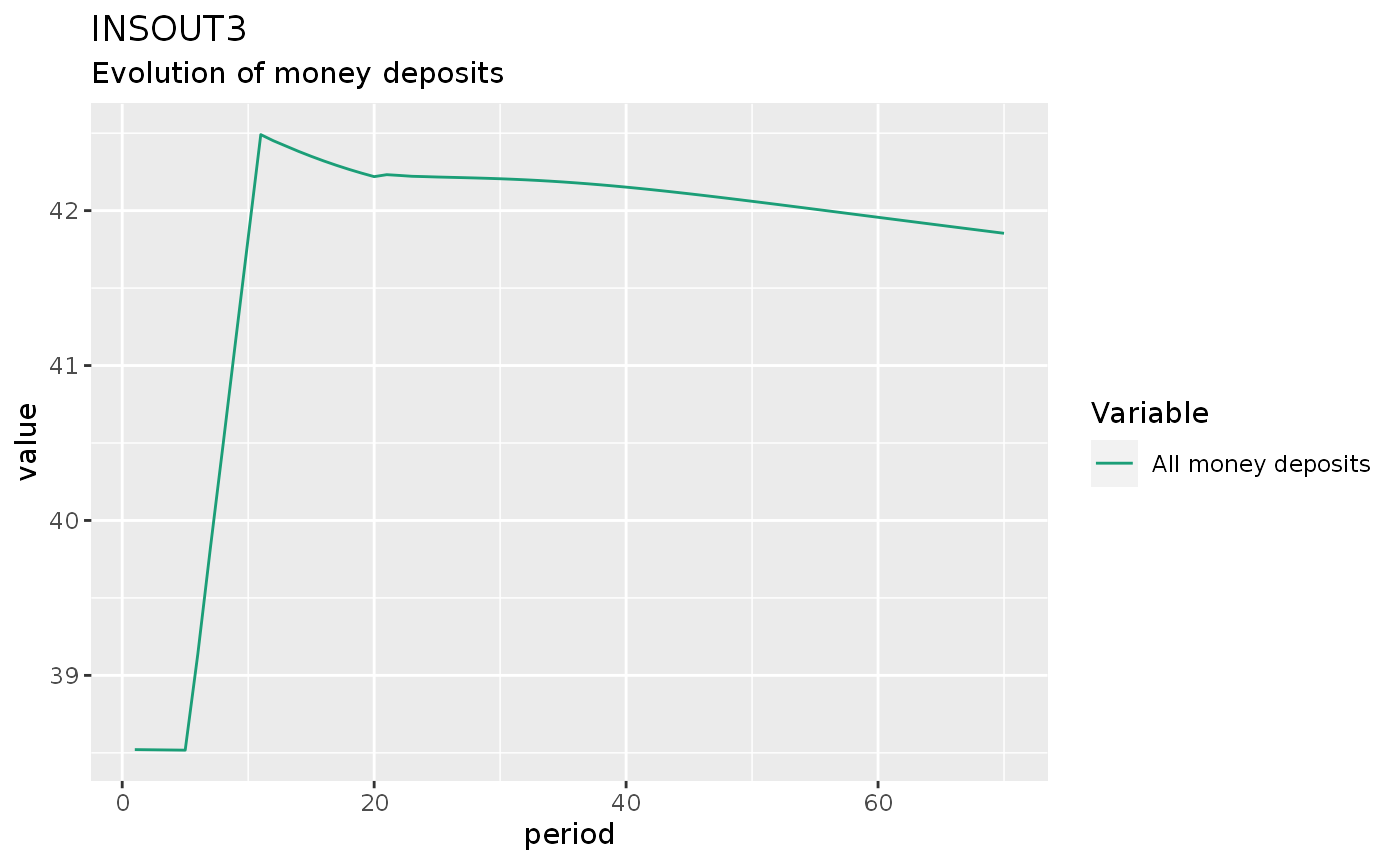 INSOUT3
Evolution of money deposits
42
41
40
39
value
0 20 40 60
period
Variable
All money deposits